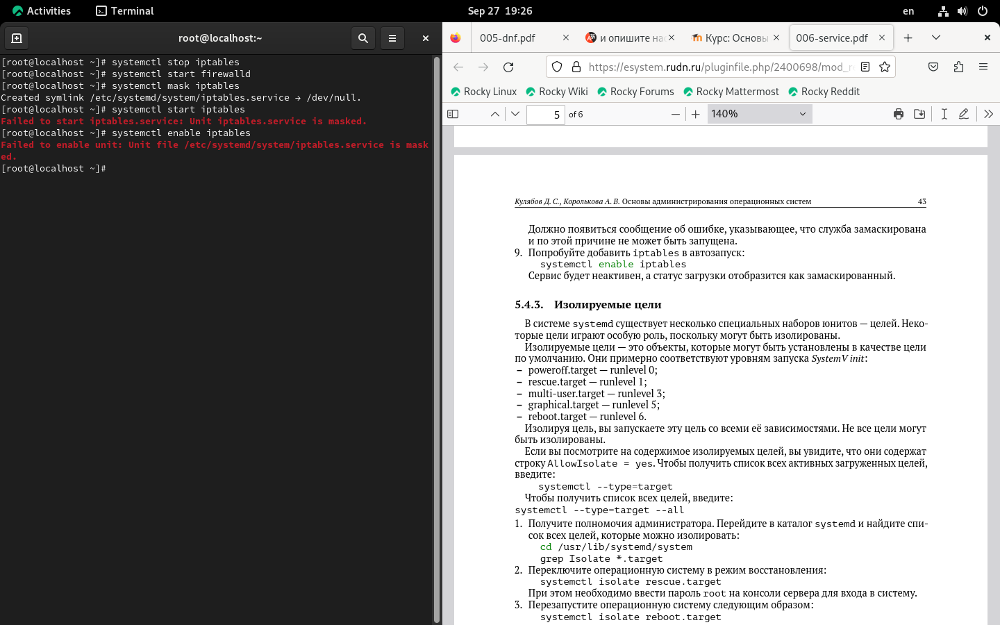 Activities Terminal Sep 27 19:26 en
root@localhost:~
[root@localhost ~]# systemctl stop iptables
[root@localhost ~]# systemctl start firewalld
[root@localhost ~]# systemctl mask iptables
Created symlink /etc/systemd/system/iptables.service → /dev/null.
[root@localhost ~]# systemctl start iptables
Failed to start iptables.service: Unit iptables.service is masked.
[root@localhost ~]# systemctl enable iptables
Failed to enable unit: Unit file /etc/systemd/system/iptables.service is mask
ed.
[root@localhost ~]#
005-dnf.pdf и опишите на Курс: Основы 006-service.pdf
https://esystem.rudn.ru/pluginfile.php/2400698/mod_r
Rocky Linux Rocky Wiki Rocky Forums Rocky Mattermost Rocky Reddit
5 of 6 140%
Кулябов Д. С., Королькова А. В. Основы администрирования операционных систем 43
Должно появиться сообщение об ошибке, указывающее, что служба замаскирована
и по этой причине не может быть запущена.
9. Попробуйте добавить iptables в автозапуск:
systemctl enable iptables
Сервис будет неактивен, а статус загрузки отобразится как замаскированный.
5.4.3. Изолируемые цели
В системе systemd существует несколько специальных наборов юнитов — целей. Неко-
торые цели играют особую роль, поскольку могут быть изолированы.
Изолируемые цели — это объекты, которые могут быть установлены в качестве цели
по умолчанию. Они примерно соответствуют уровням запуска SystemV init:
– poweroff.target — runlevel 0;
– rescue.target — runlevel 1;
– multi-user.target — runlevel 3;
– graphical.target — runlevel 5;
– reboot.target — runlevel 6.
Изолируя цель, вы запускаете эту цель со всеми её зависимостями. Не все цели могут
быть изолированы.
Если вы посмотрите на содержимое изолируемых целей, вы увидите, что они содержат
строку AllowIsolate = yes. Чтобы получить список всех активных загруженных целей,
введите:
systemctl --type=target
Чтобы получить список всех целей, введите:
systemctl --type=target --all
1. Получите полномочия администратора. Перейдите в каталог systemd и найдите спи-
сок всех целей, которые можно изолировать:
cd /usr/lib/systemd/system
grep Isolate *.target
2. Переключите операционную систему в режим восстановления:
systemctl isolate rescue.target
При этом необходимо ввести пароль root на консоли сервера для входа в систему.
3. Перезапустите операционную систему следующим образом:
systemctl isolate reboot.target